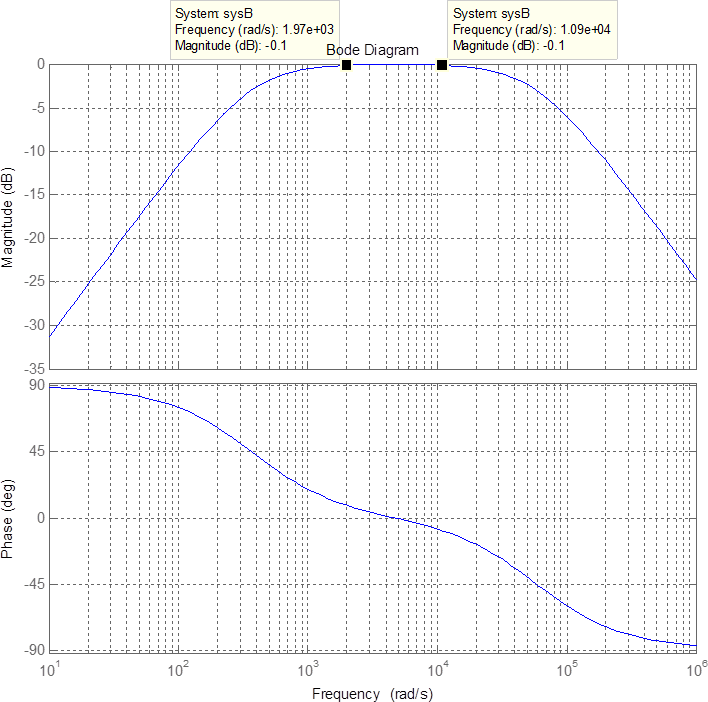 System: sysB
Frequency (rad/s): 1.97e+03
Magnitude (dB): -0.1
System: sysB
Frequency (rad/s): 1.09e+04
Magnitude (dB): -0.1
Bode Diagram
Magnitude (dB)
0
-5
-10
-15
-20
-25
-30
-35
Phase (deg)
90
45
0
-45
-90
10^1
10^2
10^3
10^4
10^5
10^6
Frequency (rad/s)